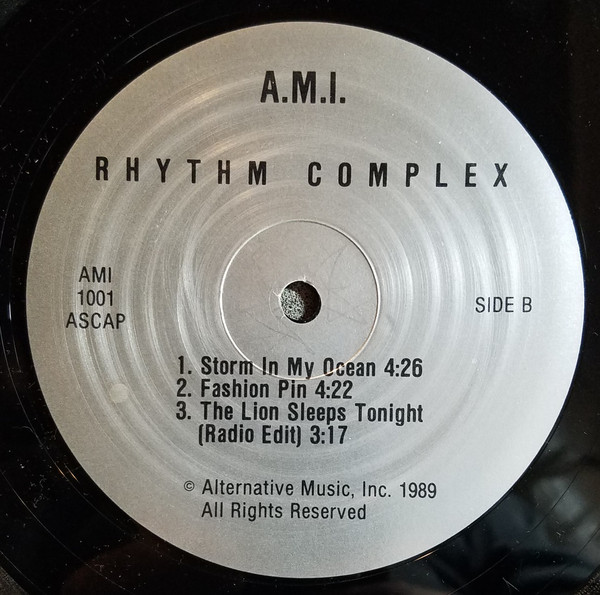 A.M.I.
RHYTHM COMPLEX
AMI
1001
ASCAP
SIDE B
1. Storm In My Ocean 4:26
2. Fashion Pin 4:22
3. The Lion Sleeps Tonight
(Radio Edit) 3:17
© Alternative Music, Inc. 1989
All Rights Reserved